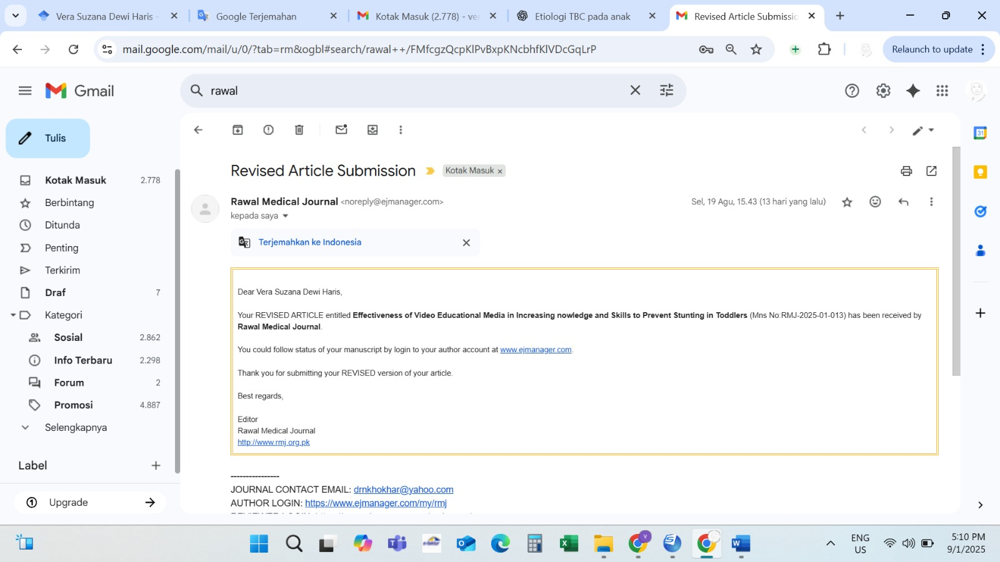 Vera Suzana Dewi Haris -
Google Terjemahan
Kotak Masuk (2.778) - ve
Etiologi TBC pada anak
Revised Article Submissio
mail.google.com/mail/u/0/?tab=rm&ogbl#search/rawal++/FMfcgzQcpKlPvBxpKNcbhfKlVDcGqLrP
Relaunch to update
Gmail
rawal
Tulis
Kotak Masuk 2.778
Berbintang
Ditunda
Penting
Terkirim
Draf 7
Kategori
Sosial 2.862
Info Terbaru 2.298
Forum 2
Promosi 4.887
Selengkapnya
Label
Upgrade
Revised Article Submission
Kotak Masuk x
Rawal Medical Journal <noreply@ejmanager.com>
Sel, 19 Agu, 15.43 (13 hari yang lalu)
kepada saya
Terjemahkan ke Indonesia
Dear Vera Suzana Dewi Haris,
Your REVISED ARTICLE entitled Effectiveness of Video Educational Media in Increasing nowledge and Skills to Prevent Stunting in Toddlers (Mns No:RMJ-2025-01-013) has been received by
Rawal Medical Journal.
You could follow status of your manuscript by login to your author account at www.ejmanager.com.
Thank you for submitting your REVISED version of your article.
Best regards,
Editor
Rawal Medical Journal
http://www.rmj.org.pk
----------------
JOURNAL CONTACT EMAIL: drnkhokhar@yahoo.com
AUTHOR LOGIN: https://www.ejmanager.com/my/rmj
31
ENG
US
5:10 PM
9/1/2025